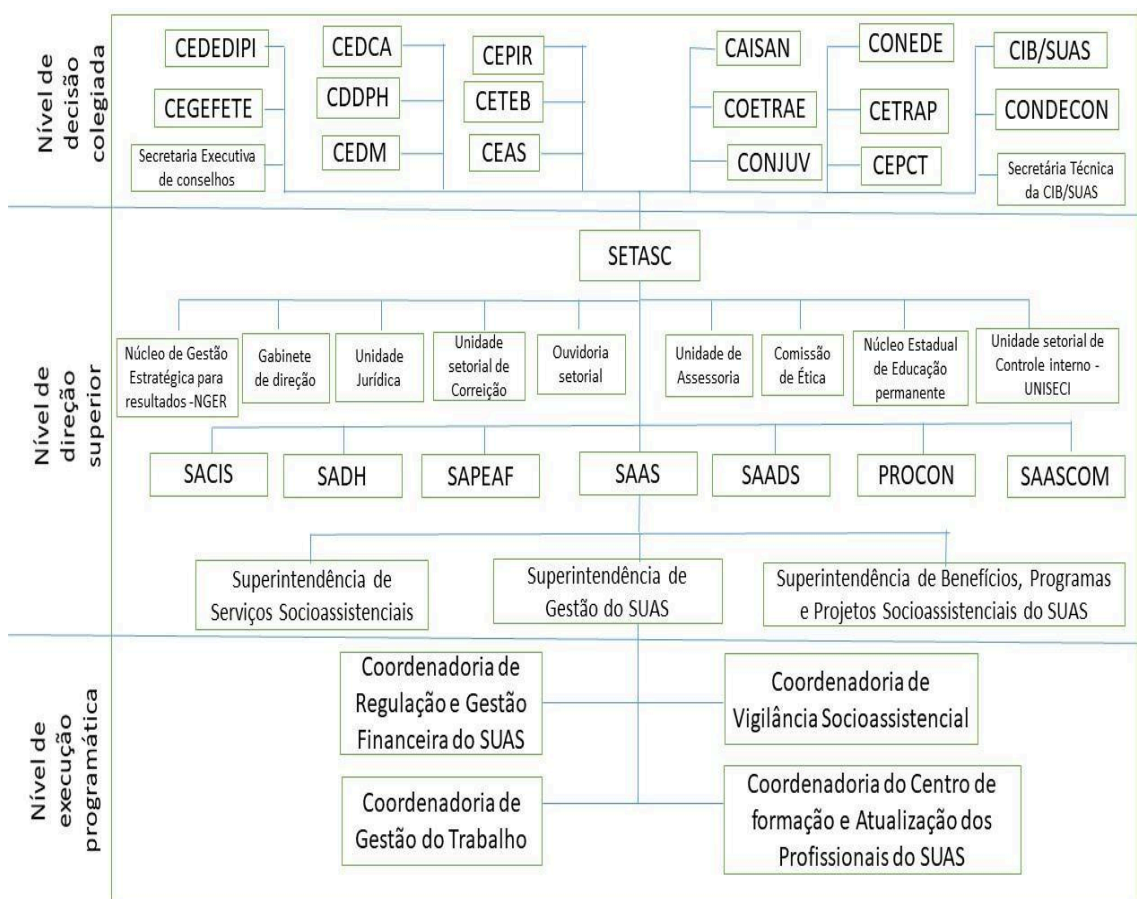 Nível de
decisão
colegiada
CEDEDIPI
CEGEFETE
Secretaria Executiva
de conselhos
CEDCA
CDDPH
CEDM
CEPIR
CETEB
CEAS
CAISAN
COETRAE
CONJUV
CONEDE
CETRAP
CEPCT
CIB/SUAS
CONDECON
Secretária Técnica
da CIB/SUAS
Nível de
direção
superior
SETASC
Núcleo de Gestão
Estratégica para
resultados -NGER
Gabinete
de direção
Unidade
Jurídica
Unidade
setorial de
Correição
Ouvidoria
setorial
Unidade de
Assessoria
Comissão
de Ética
Núcleo Estadual
de Educação
permanente
Unidade setorial de
Controle interno -
UNISECI
SACIS
SADH
SAPEAF
SAAS
SAADS
PROCON
SAASCOM
Superintendência de
Serviços Socioassistenciais
Superintendência de
Gestão do SUAS
Superintendência de Benefícios, Programas
e Projetos Socioassistenciais do SUAS
Nível de
execução
programática
Coordenadoria de
Regulação e Gestão
Financeira do SUAS
Coordenadoria de
Vigilância Socioassistencial
Coordenadoria de
Gestão do Trabalho
Coordenadoria do Centro de
formação e Atualização dos
Profissionais do SUAS